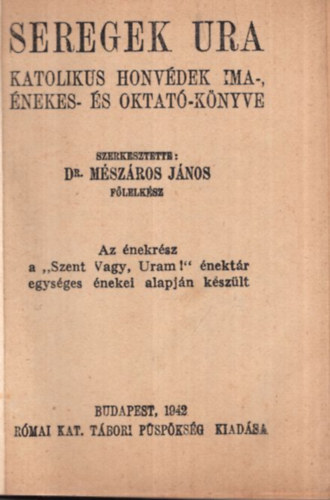 SEREGEK URA
KATOLIKUS HONVÉDEK IMA-,
ÉNEKES- ÉS OKTATÓ-KÖNYVE
SZERKESZTETTE:
DR. MÉSZÁROS JÁNOS
FŐLELKÉSZ
Az énekrész
a „Szent Vagy, Uram!“ énektár
egységes énekei alapján készült
BUDAPEST, 1942
RÓMAI KAT. TÁBORI PÜSPÖKSÉG KIADÁSA